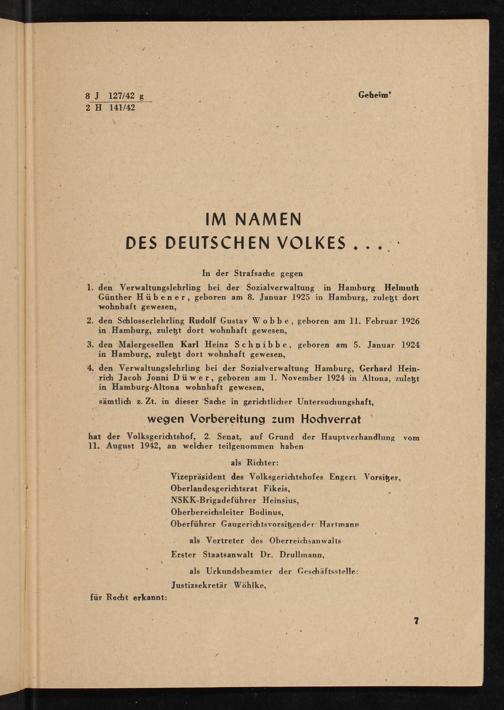 8 J 127/42 g
2 H 141/42
Geheim'
IM NAMEN
DES DEUTSCHEN VOLKES . . .
In der Strafsache gegen
1. den Verwaltungslehrling bei der Sozialverwaltung in Hamburg Helmuth
Günther Hübener, geboren am 8. Januar 1925 in Hamburg, zuletzt dort
wohnhaft gewesen,
2. den Schlosserlehrling Rudolf Gustav Wobbe, geboren am 11. Februar 1926
in Hamburg, zuletzt dort wohnhaft gewesen,
3. den Malergesellen Karl Heinz Schnibbe, geboren am 5. Januar 1924
in Hamburg, zuletzt dort wohnhaft gewesen,
4. den Verwaltungslehrling bei der Sozialverwaltung Hamburg, Gerhard Hein-
rich Jacob Jonni Düwer, geboren am 1. November 1924 in Altona, zuletzt
in Hamburg-Altona wohnhaft gewesen,
sämtlich z. Zt. in dieser Sache in gerichtlicher Untersuchungshaft,
wegen Vorbereitung zum Hochverrat
hat der Volksgerichtshof, 2. Senat, auf Grund der Hauptverhandlung vom
11. August 1942, an welcher teilgenommen haben
als Richter:
Vizepräsident des Volksgerichtshofes Engert Vorsitzer,
Oberlandesgerichtsrat Fikeis,
NSKK-Brigadeführer Heinsius,
Oberbereichsleiter Bodinus,
Oberführer Gaugerichtsvorsitzender Hartmann
als Vertreter des Oberreichsanwalts
Erster Staatsanwalt Dr. Drullmann,
als Urkundsbeamter der Geschäftsstelle:
Justizsekretär Wöhlke,
für Recht erkannt:
7